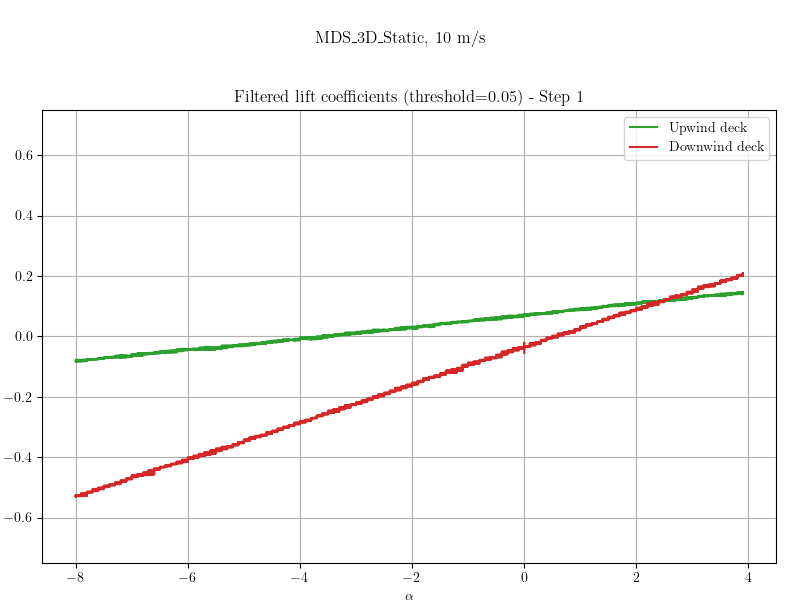 MDS_3D_Static, 10 m/s
Filtered lift coefficients (threshold=0.05) - Step 1
Upwind deck
Downwind deck
0.6
0.4
0.2
0.0
−0.2
−0.4
−0.6
−8 −6 −4 −2 0 2 4
α